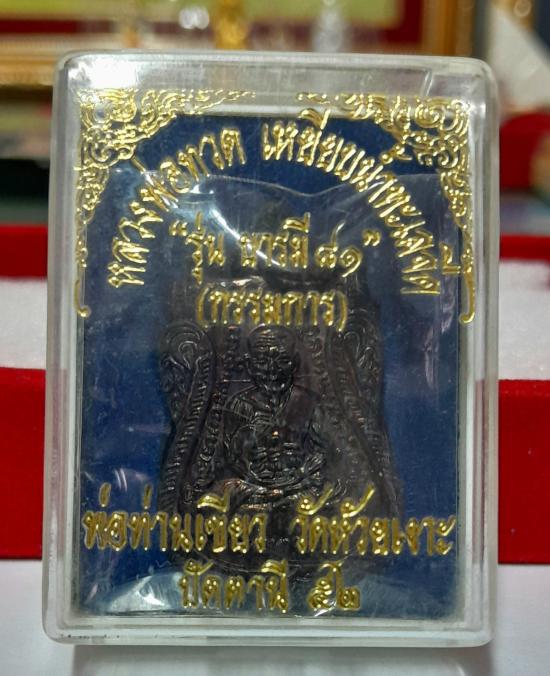 หลวงพ่อทวด เหยียบน้ำทะเลจืด
"รุ่น บารมี ๘๑"
(กรรมการ)
พ่อท่านเขียว วัดห้วยเงาะ
ปัตตานี ๕๒